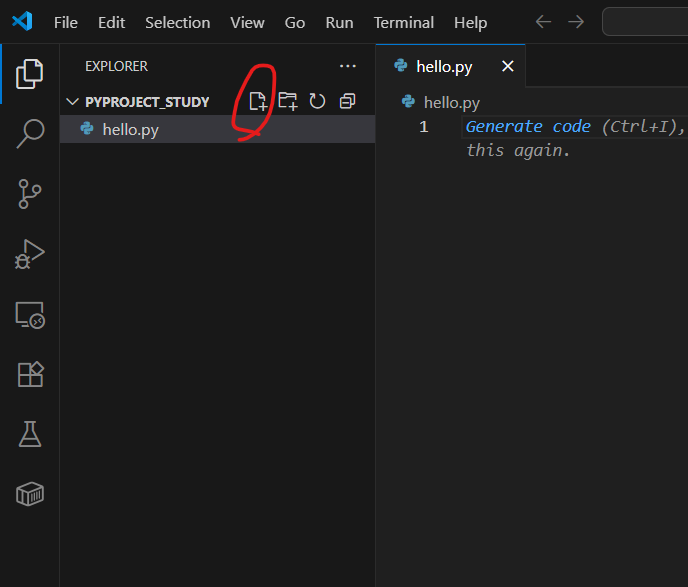 File Edit Selection View Go Run Terminal Help
EXPLORER
hello.py
PYPROJECT_STUDY
hello.py
hello.py
1 Generate code (Ctrl+I),
this again.